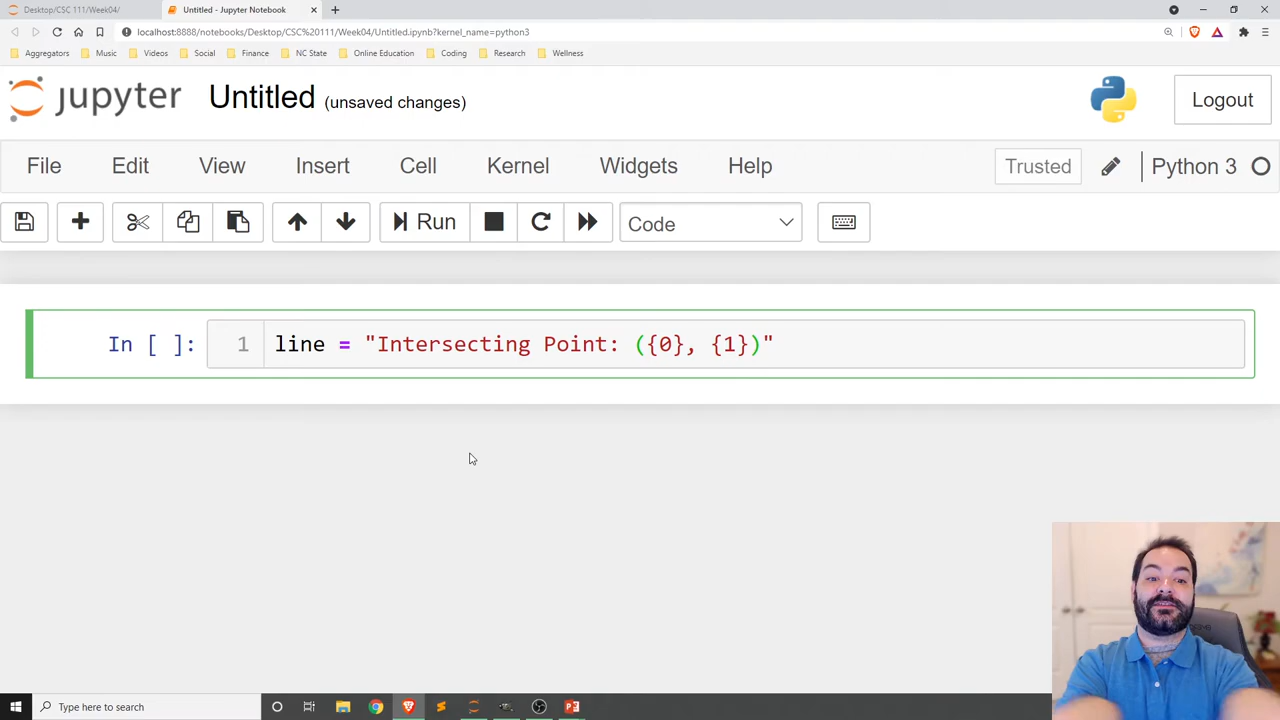 Desktop/CSC 111/Week04/
Untitled - Jupyter Notebook
localhost:8888/notebooks/Desktop/CSC%20111/Week04/Untitled.ipynb?kernel_name=python3
Aggregators Music Videos Social Finance NC State Online Education Coding Research Wellness
jupyter Untitled (unsaved changes) Logout
File Edit View Insert Cell Kernel Widgets Help Trusted Python 3
Run Code
In [ ]: 1 line = "Intersecting Point: ({0}, {1})"
Type here to search